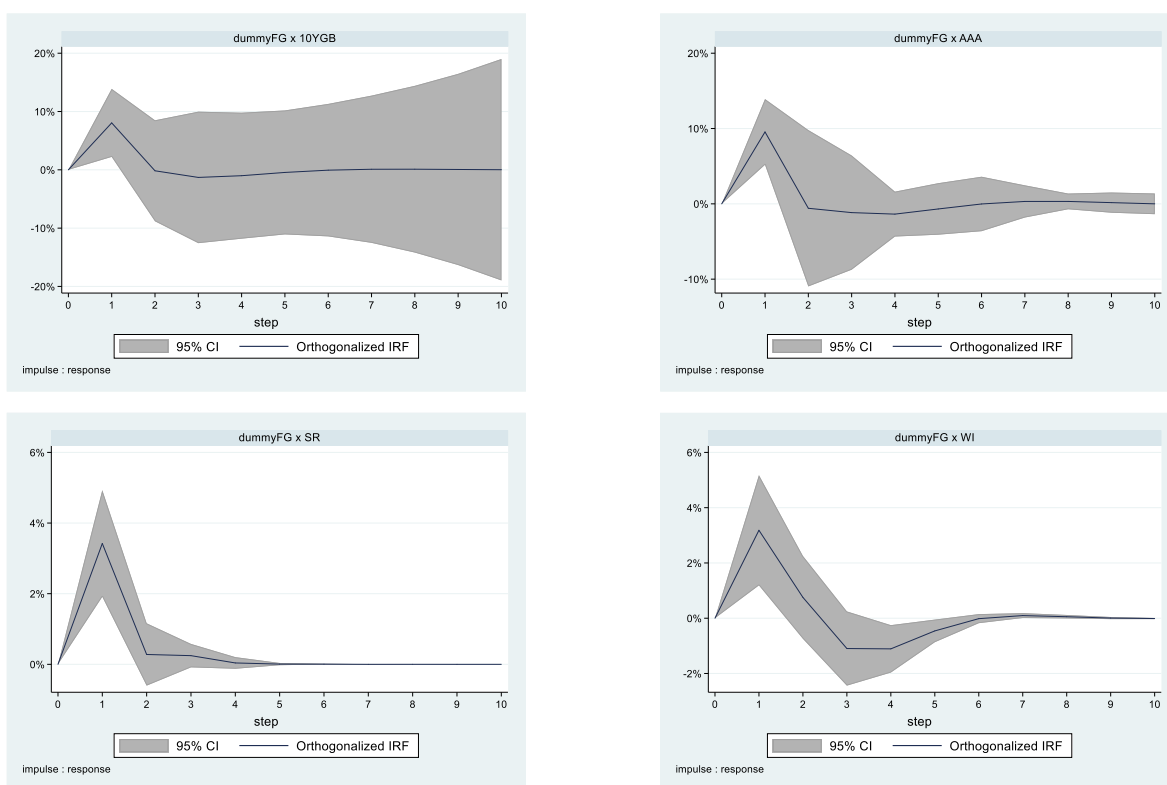 dummyFG x 10YGB
20%
10%
0%
-10%
-20%
0 1 2 3 4 5 6 7 8 9 10
step
95% CI Orthogonalized IRF
impulse : response
dummyFG x AAA
20%
10%
0%
-10%
0 1 2 3 4 5 6 7 8 9 10
step
95% CI Orthogonalized IRF
impulse : response
dummyFG x SR
6%
4%
2%
0%
0 1 2 3 4 5 6 7 8 9 10
step
95% CI Orthogonalized IRF
impulse : response
dummyFG x WI
6%
4%
2%
0%
-2%
0 1 2 3 4 5 6 7 8 9 10
step
95% CI Orthogonalized IRF
impulse : response